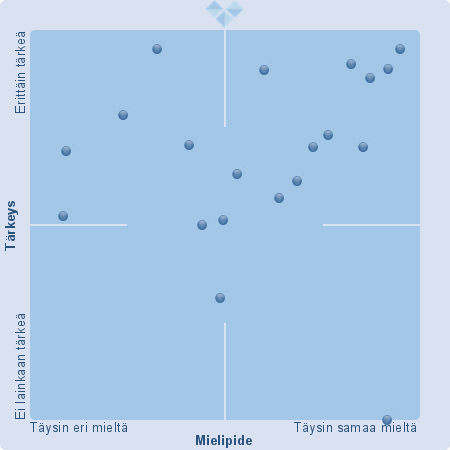 Erittäin tärkeä
Tärkeys
Ei lainkaan tärkeä
Täysin eri mieltä
Täysin samaa mieltä
Mielipide